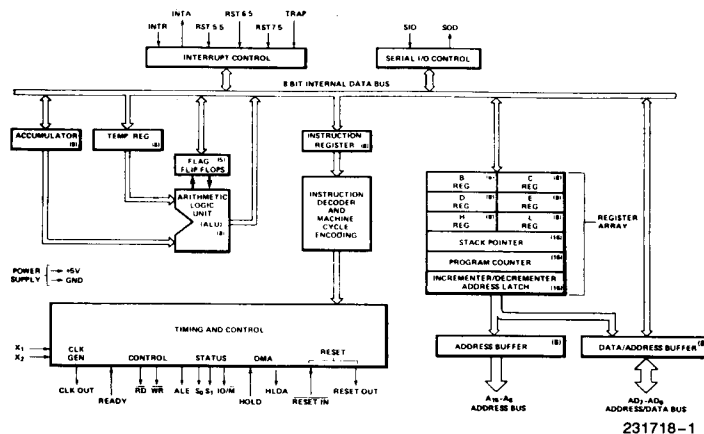 INTR INTA RST 5.5 RST 6.5 RST 7.5 TRAP
SID SOD
INTERRUPT CONTROL
SERIAL I/O CONTROL
8-BIT INTERNAL DATA BUS
ACCUMULATOR (8)
TEMP REG (8)
FLAG (5)
FLIP FLOPS
ARITHMETIC
LOGIC
UNIT
(ALU)
(8)
INSTRUCTION
REGISTER (8)
INSTRUCTION
DECODER
AND
MACHINE
CYCLE
ENCODING
B (8)
REG
C (8)
REG
D (8)
REG
E (8)
REG
H (8)
REG
L (8)
REG
STACK POINTER (16)
PROGRAM COUNTER (16)
INCREMENTER/DECREMENTER
ADDRESS LATCH (16)
REGISTER
ARRAY
POWER
SUPPLY
+5V
GND
TIMING AND CONTROL
X1
X2
CLK
GEN
CONTROL STATUS DMA RESET
CLK OUT READY RD WR ALE S0 S1 IO/M HOLD HLDA RESET IN RESET OUT
ADDRESS BUFFER (8)
DATA/ADDRESS BUFFER (8)
A15-A8
ADDRESS BUS
AD7-AD0
ADDRESS/DATA BUS
231718-1